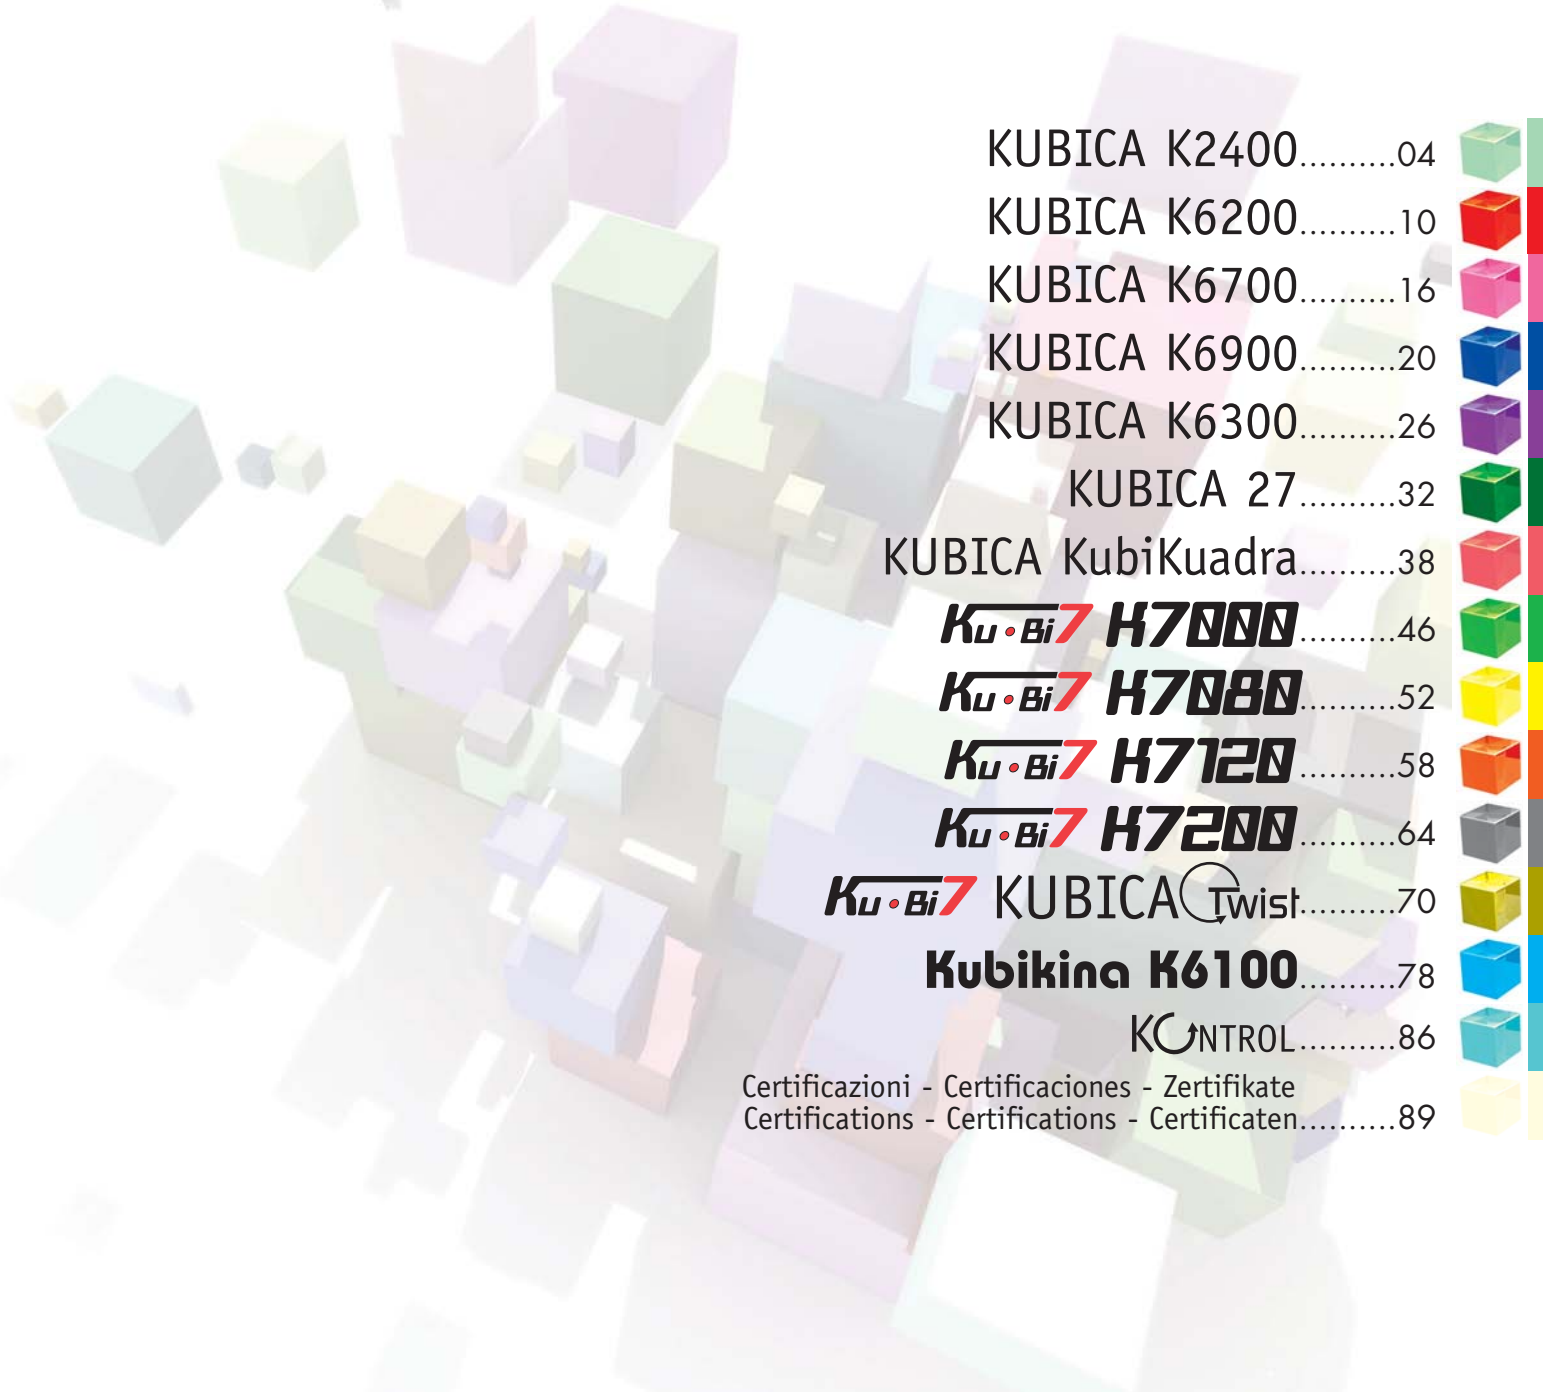 KUBICA K2400..........04
KUBICA K6200..........10
KUBICA K6700..........16
KUBICA K6900..........20
KUBICA K6300..........26
KUBICA 27..........32
KUBICA KubiKuadra..........38
Ku•Bi7 K7000..........46
Ku•Bi7 K7080..........52
Ku•Bi7 K7120..........58
Ku•Bi7 K7200..........64
Ku•Bi7 KUBICA Twist..........70
Kubikina K6100..........78
KONTROL..........86
Certificazioni - Certificaciones - Zertifikate
Certifications - Certifications - Certificaten..........89